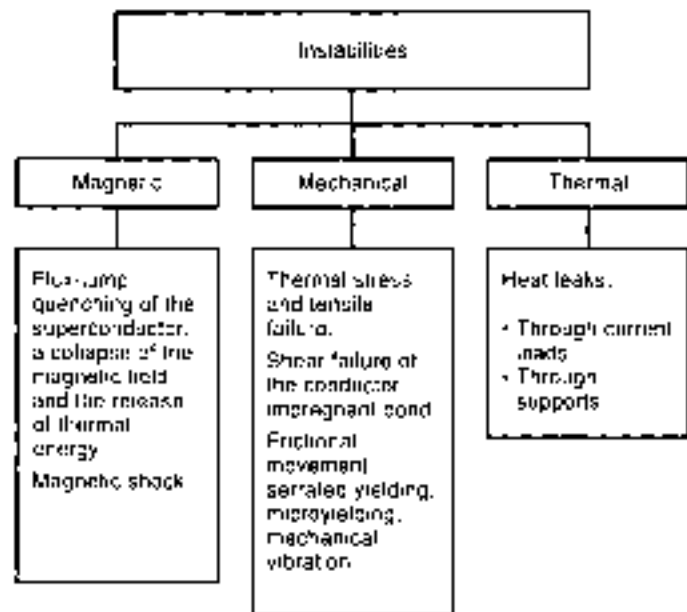 Instabilities
Magnetic
Mechanical
Thermal
Flux-jump
quenching of the
superconductor,
a collapse of the
magnetic field
and the release
of thermal
energy
Magnetic shock
Thermal stress
and tensile
failure.
Shear failure of
the conductor
impregnant bond
Frictional
movement
serrated yielding,
microyielding,
mechanical
vibration
Heat leaks.
• Through current
leads
• Through
supports